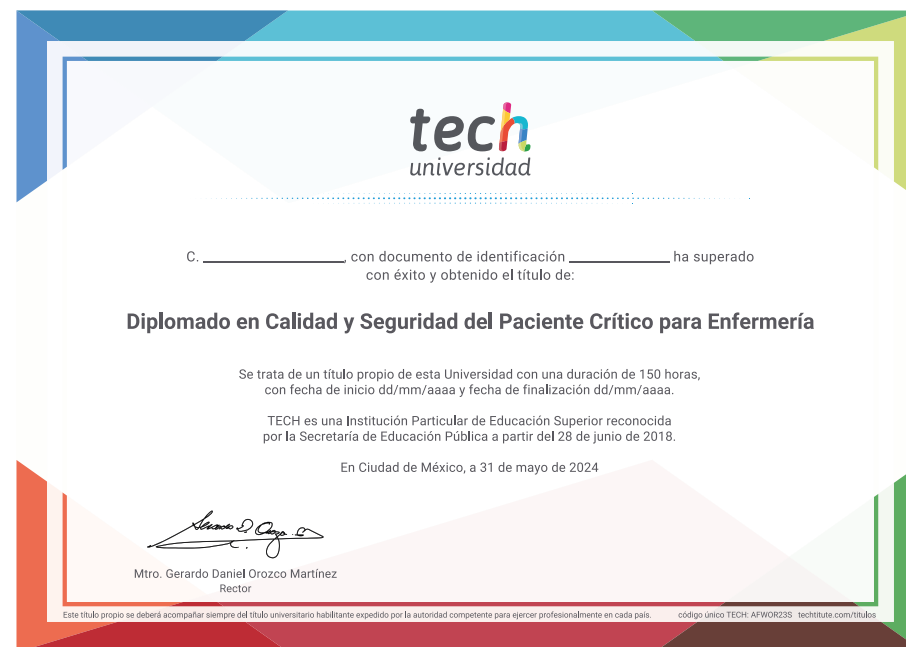 tech
universidad
C. ____________________, con documento de identificación ______________ ha superado
con éxito y obtenido el título de:
Diplomado en Calidad y Seguridad del Paciente Crítico para Enfermería
Se trata de un título propio de esta Universidad con una duración de 150 horas,
con fecha de inicio dd/mm/aaaa y fecha de finalización dd/mm/aaaa.
TECH es una Institución Particular de Educación Superior reconocida
por la Secretaría de Educación Pública a partir del 28 de junio de 2018.
En Ciudad de México, a 31 de mayo de 2024
Mtro. Gerardo Daniel Orozco Martínez
Rector
Este título propio se deberá acompañar siempre del título universitario habilitante expedido por la autoridad competente para ejercer profesionalmente en cada país. código único TECH: AFWOR23S techtitute.com/titulos